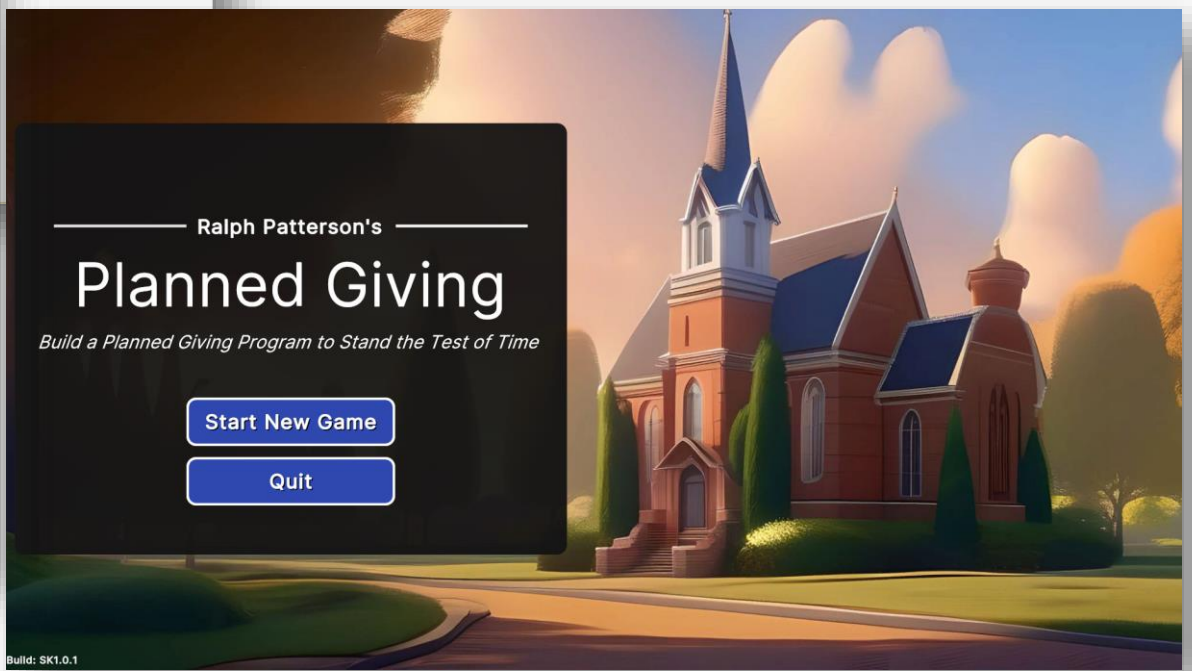 Ralph Patterson's
Planned Giving
Build a Planned Giving Program to Stand the Test of Time
Start New Game
Quit
Build: SK1.0.1